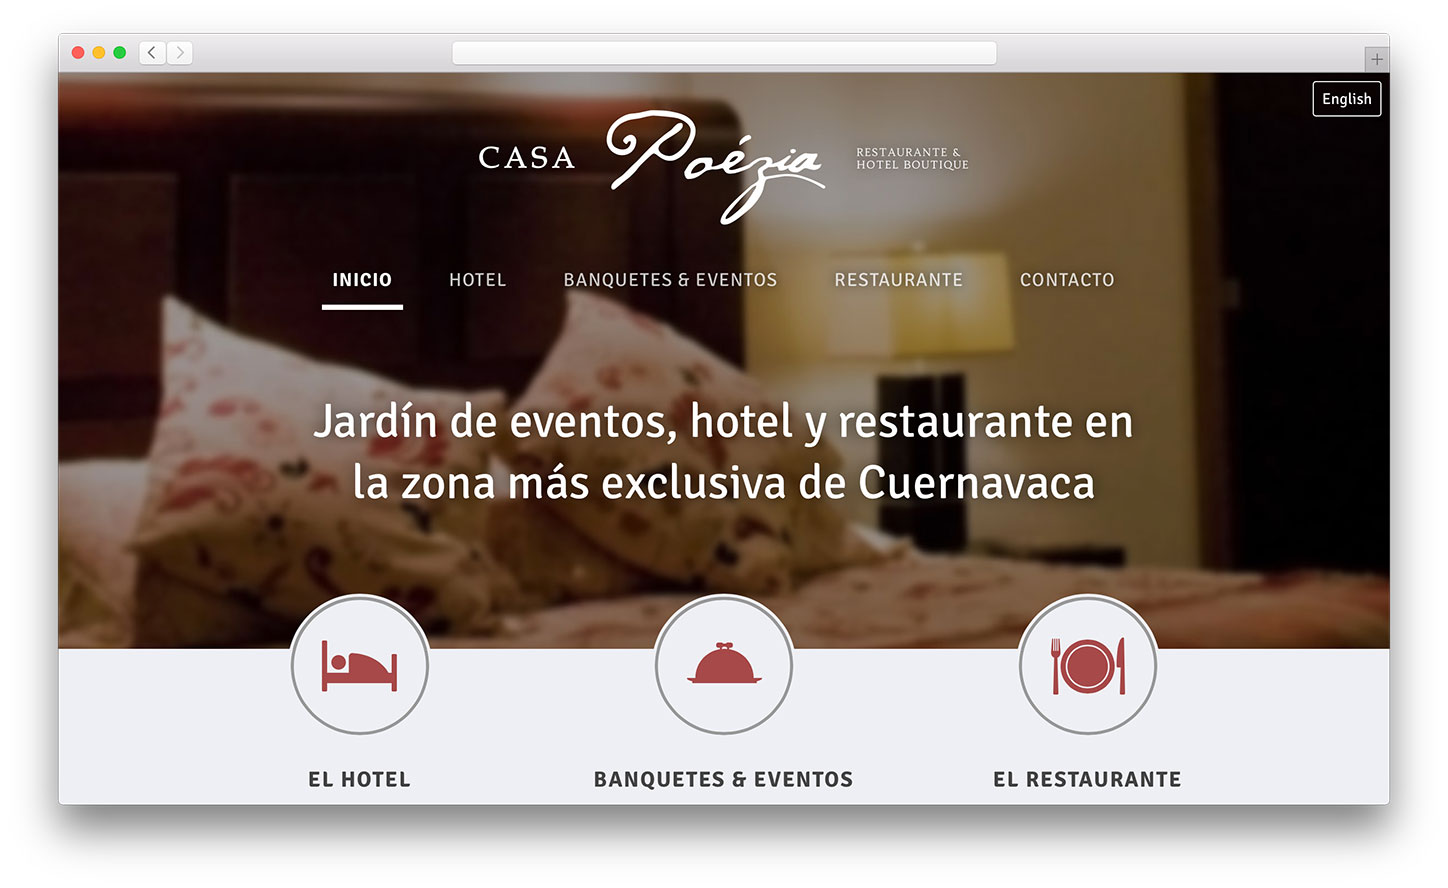 English
CASA Poézia RESTAURANTE &
HOTEL BOUTIQUE
INICIO HOTEL BANQUETES & EVENTOS RESTAURANTE CONTACTO
Jardín de eventos, hotel y restaurante en
la zona más exclusiva de Cuernavaca
EL HOTEL BANQUETES & EVENTOS EL RESTAURANTE